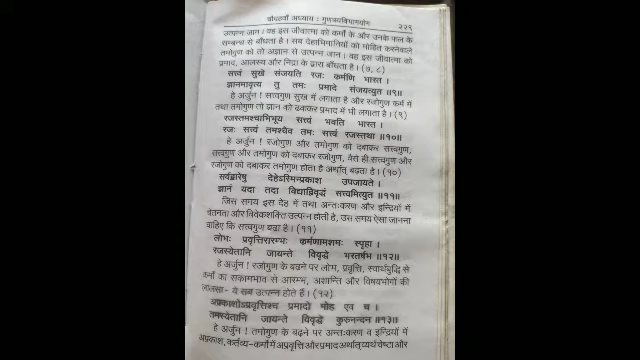 चौदहवाँ अध्याय : गुणत्रयविभागयोग २२९
उत्पन्न जान। वह इस जीवात्मा को कर्मों के और उनके फल के
सम्बन्ध से बाँधता है। सब देहाभिमानियों को मोहित करनेवाले
तमोगुण को तो अज्ञान से उत्पन्न जान। वह इस जीवात्मा को
प्रमाद, आलस्य और निद्रा के द्वारा बाँधता है। (७, ८)
सत्त्वं सुखे संजयति रजः कर्मणि भारत ।
ज्ञानमावृत्य तु तमः प्रमादे संजयत्युत ॥९॥
हे अर्जुन ! सत्त्वगुण सुख में लगाता है और रजोगुण कर्म में
तथा तमोगुण तो ज्ञान को ढककर प्रमाद में भी लगाता है। (९)
रजस्तमश्चाभिभूय सत्त्वं भवति भारत ।
रजः सत्त्वं तमश्चैव तमः सत्त्वं रजस्तथा ॥१०॥
हे अर्जुन ! रजोगुण और तमोगुण को दबाकर सत्त्वगुण,
सत्त्वगुण और तमोगुण को दबाकर रजोगुण, वैसे ही सत्त्वगुण और
रजोगुण को दबाकर तमोगुण होता है अर्थात् बढ़ता है। (१०)
सर्वद्वारेषु देहेऽस्मिन्प्रकाश उपजायते ।
ज्ञानं यदा तदा विद्याद्विवृद्धं सत्त्वमित्युत ॥११॥
जिस समय इस देह में तथा अन्तःकरण और इन्द्रियों में
चेतनता और विवेकशक्ति उत्पन्न होती है, उस समय ऐसा जानना
चाहिए कि सत्त्वगुण बढ़ा है। (११)
लोभः प्रवृत्तिरारम्भः कर्मणामशमः स्पृहा ।
रजस्येतानि जायन्ते विवृद्धे भरतर्षभ ॥१२॥
हे अर्जुन ! रजोगुण के बढ़ने पर लोभ, प्रवृत्ति, स्वार्थबुद्धि से
कर्मों का सकामभाव से आरम्भ, अशान्ति और विषयभोगों की
लालसा- ये सब उत्पन्न होते हैं। (१२)
अप्रकाशोऽप्रवृत्तिश्च प्रमादो मोह एव च ।
तमस्येतानि जायन्ते विवृद्धे कुरुनन्दन ॥१३॥
हे अर्जुन ! तमोगुण के बढ़ने पर अन्तःकरण व इन्द्रियों में
अप्रकाश, कर्तव्य-कर्मों में अप्रवृत्ति और प्रमाद अर्थात् व्यर्थ चेष्टा और